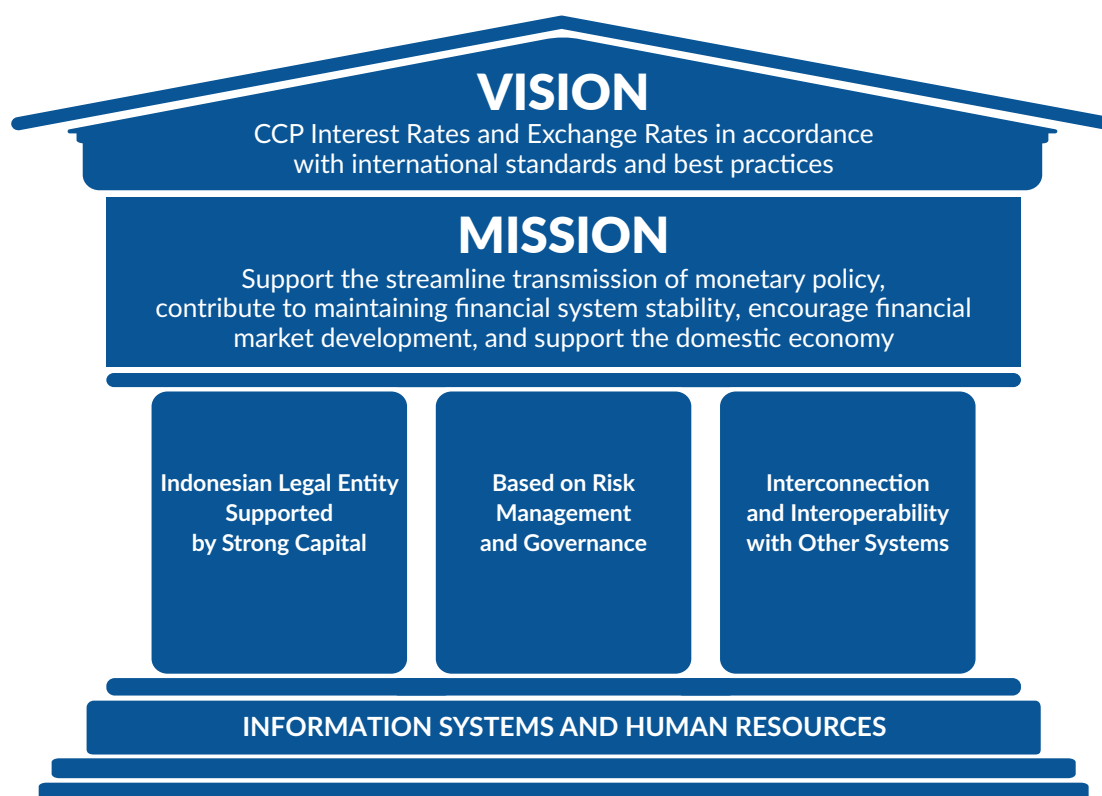 VISION
CCP Interest Rates and Exchange Rates in accordance
with international standards and best practices
MISSION
Support the streamline transmission of monetary policy,
contribute to maintaining financial system stability, encourage financial
market development, and support the domestic economy
Indonesian Legal Entity
Supported
by Strong Capital
Based on Risk
Management
and Governance
Interconnection
and Interoperability
with Other Systems
INFORMATION SYSTEMS AND HUMAN RESOURCES